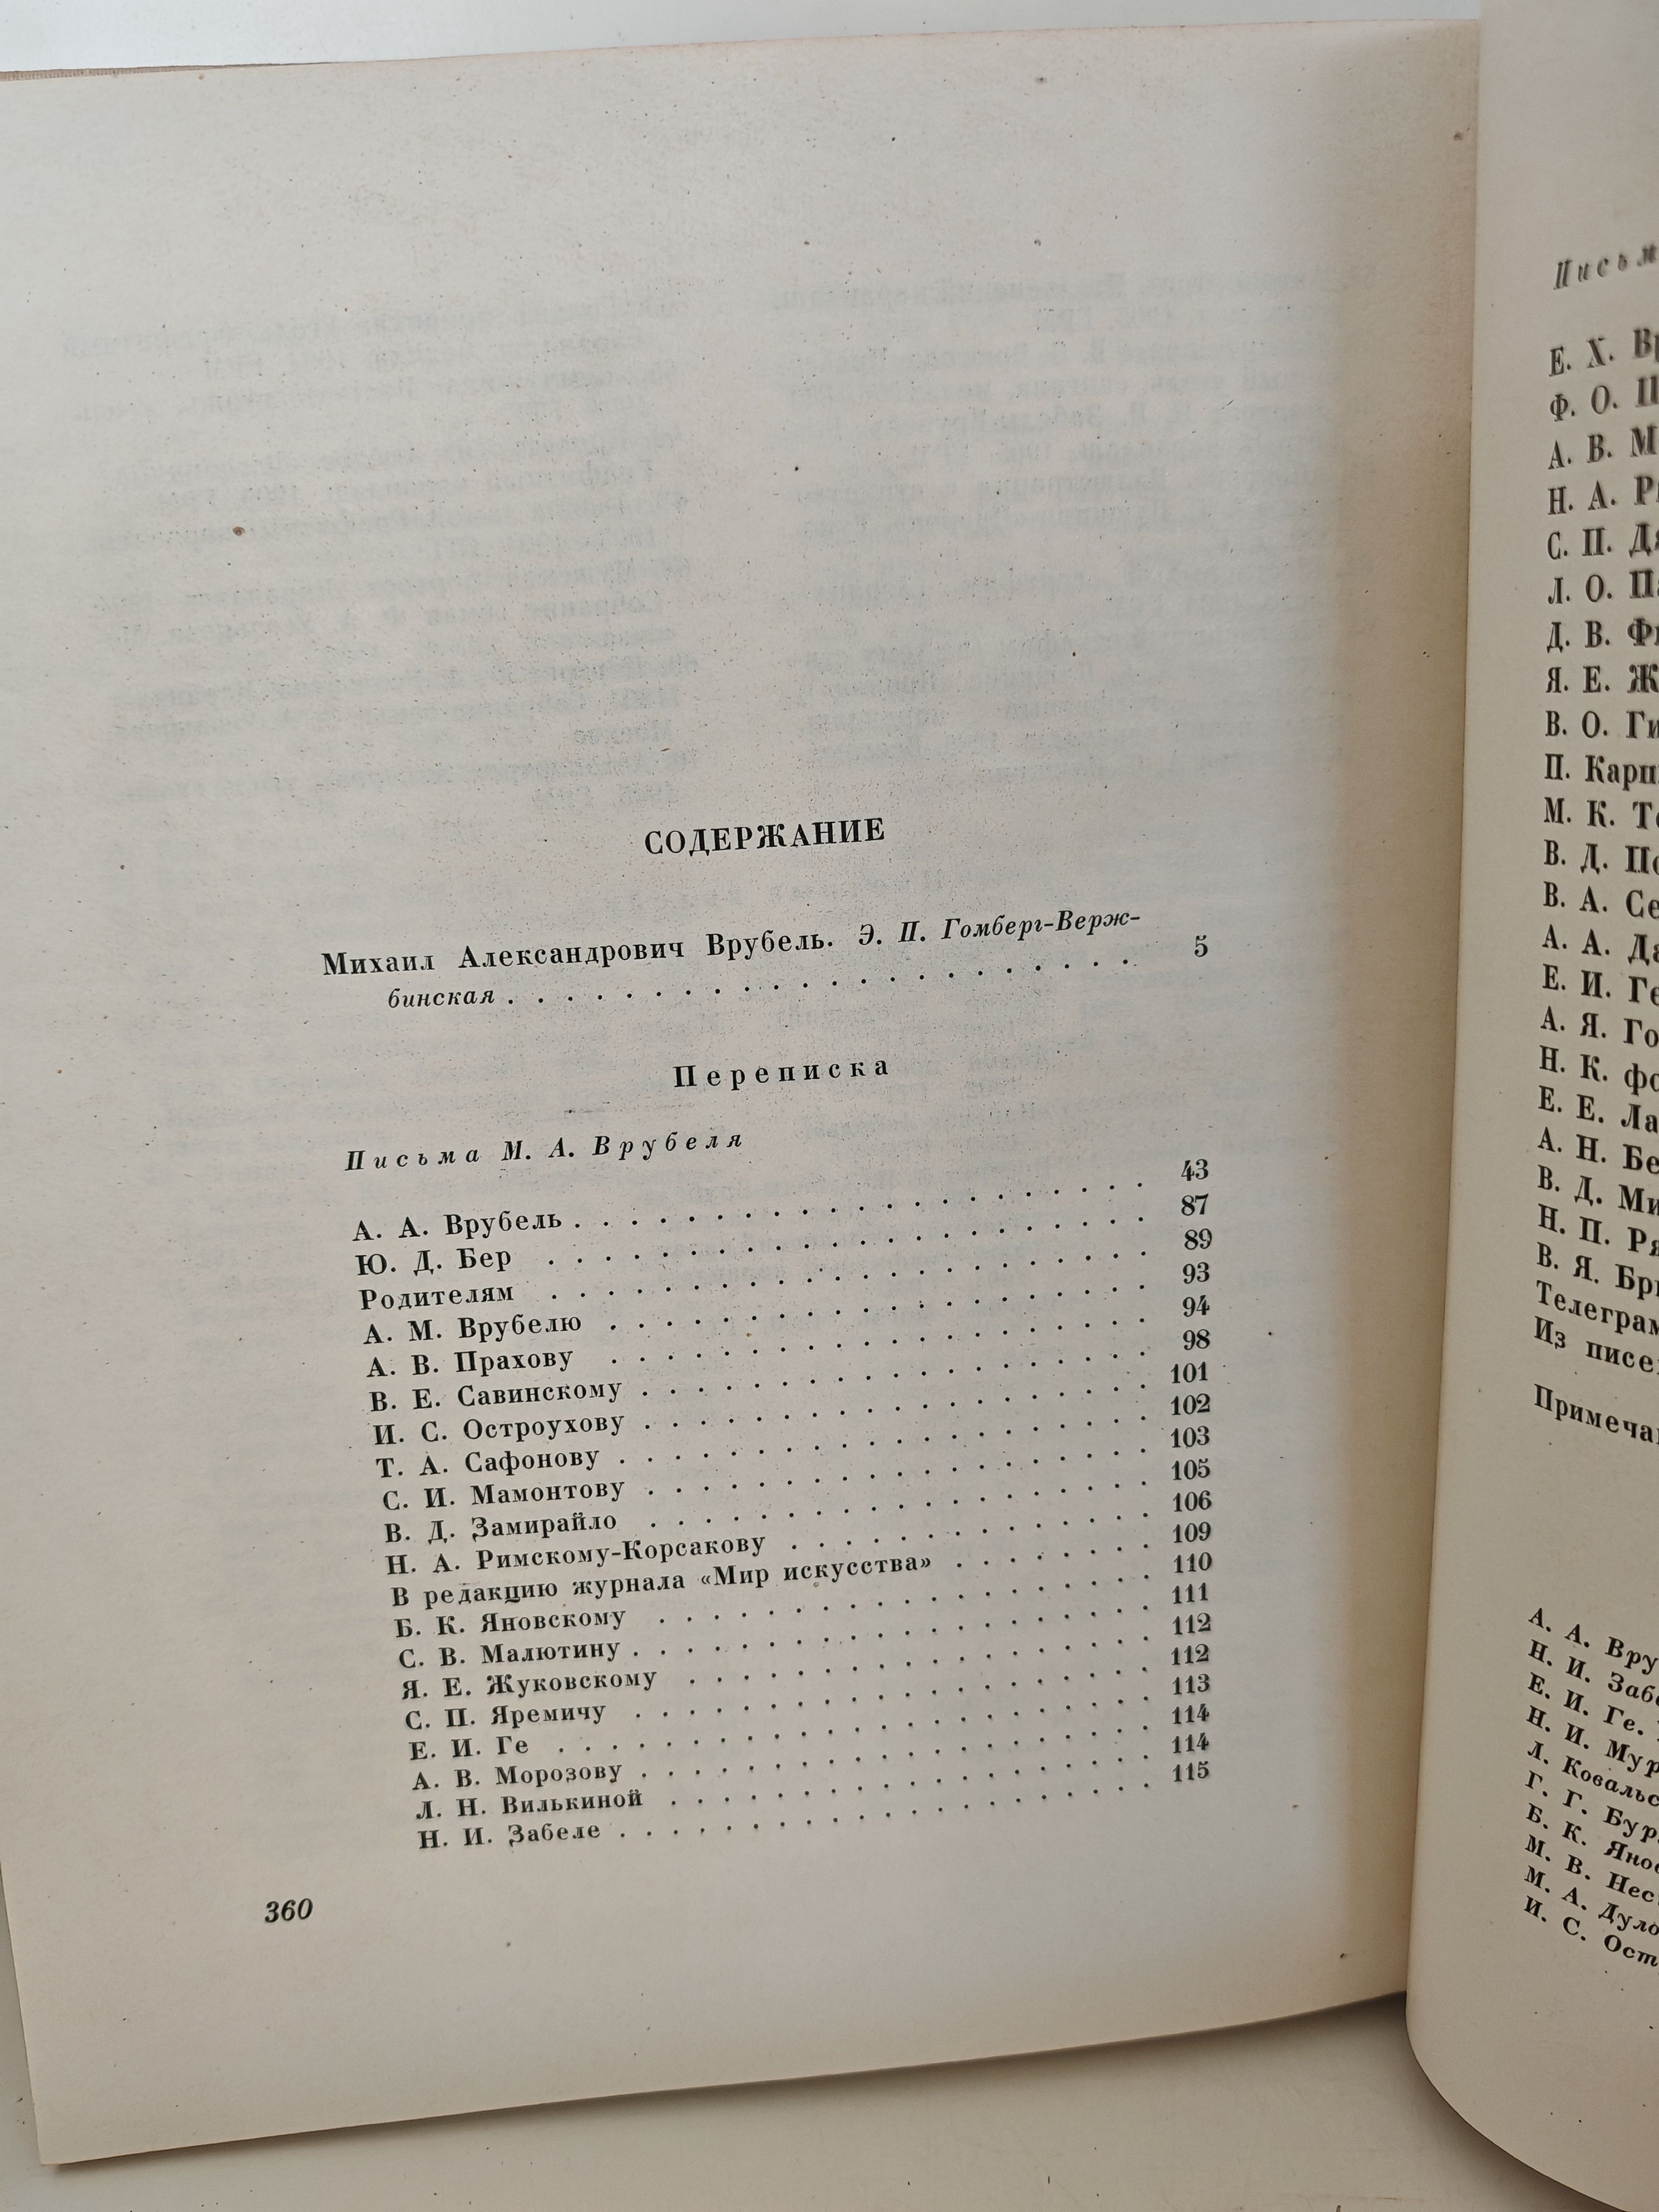 СОДЕРЖАНИЕ
Михаил Александрович Врубель. Э. П. Гомберг-Верж-
бинская . . . . . . . . . . . . . . . . . . . . . 5
Переписка
Письма М. А. Врубеля
А. А. Врубель . . . . . . . . . . . . . . . . . . . . 43
Ю. Д. Бер . . . . . . . . . . . . . . . . . . . . 87
Родителям . . . . . . . . . . . . . . . . . . . . 89
А. М. Врубелю . . . . . . . . . . . . . . . . . . 93
А. В. Прахову . . . . . . . . . . . . . . . . . . 94
В. Е. Савинскому . . . . . . . . . . . . . . . . . 98
И. С. Остроухову . . . . . . . . . . . . . . . . . 101
Т. А. Сафонову . . . . . . . . . . . . . . . . . . 102
С. И. Мамонтову . . . . . . . . . . . . . . . . . 103
В. Д. Замирайло . . . . . . . . . . . . . . . . . 105
Н. А. Римскому-Корсакову . . . . . . . . . . . . 106
В редакцию журнала «Мир искусства» . . . . . . . . 109
Б. К. Яновскому . . . . . . . . . . . . . . . . . 110
С. В. Малютину . . . . . . . . . . . . . . . . . . 111
Я. Е. Жуковскому . . . . . . . . . . . . . . . . 112
С. П. Яремичу . . . . . . . . . . . . . . . . . . 112
Е. И. Ге . . . . . . . . . . . . . . . . . . . . 113
А. В. Морозову . . . . . . . . . . . . . . . . . . 114
Л. Н. Вилькиной . . . . . . . . . . . . . . . . . 114
Н. И. Забеле . . . . . . . . . . . . . . . . . . . 115
360
Е. Х.
Ф. О.
А. В.
Н. А.
С. П.
Л. О.
Д. В.
Я. Е.
В. О.
П.
М. К.
В. Д.
В. А.
А. А.
Е. И.
А. Я.
Н. К.
Е. Е.
А. Н.
В. Д.
Н. П.
В. Я.
Из
А. А.
Н. И.
Е. И. Ге.
Н. И.
Л.
Г. Г.
Б. К.
М. В.
М. А.
И. С.